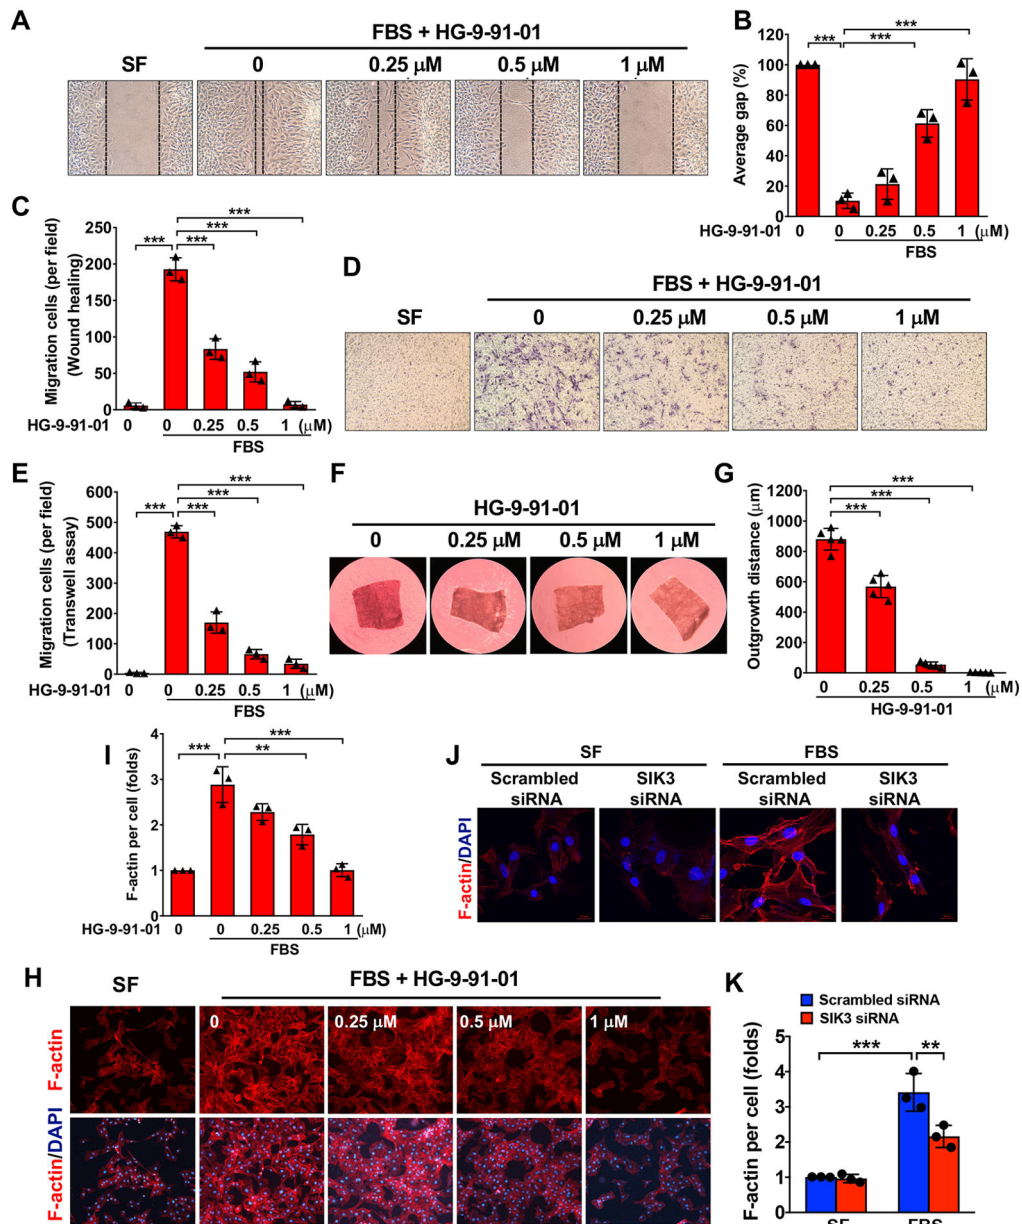 A
FBS + HG-9-91-01
SF 0 0.25 μM 0.5 μM 1 μM
B
Average gap (%)
120
100
80
60
40
20
0
*** *** ***
HG-9-91-01 0 0 0.25 0.5 1 (μM)
FBS
C
Migration cells (per field)
(Wound healing)
250
200
150
100
50
0
*** *** *** ***
HG-9-91-01 0 0 0.25 0.5 1 (μM)
FBS
D
FBS + HG-9-91-01
SF 0 0.25 μM 0.5 μM 1 μM
E
Migration cells (per field)
(Transwell assay)
600
500
400
300
200
100
0
*** *** *** ***
HG-9-91-01 0 0 0.25 0.5 1 (μM)
FBS
F
HG-9-91-01
0 0.25 μM 0.5 μM 1 μM
G
Outgrowth distance (μm)
1200
1000
800
600
400
200
0
*** *** ***
0 0.25 0.5 1 (μM)
HG-9-91-01
I
F-actin per cell (folds)
4
3
2
1
0
*** ** ***
HG-9-91-01 0 0 0.25 0.5 1 (μM)
FBS
J
SF FBS
Scrambled siRNA SIK3 siRNA Scrambled siRNA SIK3 siRNA
F-actin/DAPI
H
SF FBS + HG-9-91-01
0 0.25 μM 0.5 μM 1 μM
F-actin
F-actin/DAPI
K
Scrambled siRNA
SIK3 siRNA
F-actin per cell (folds)
5
4
3
2
1
0
*** **
SF FBS